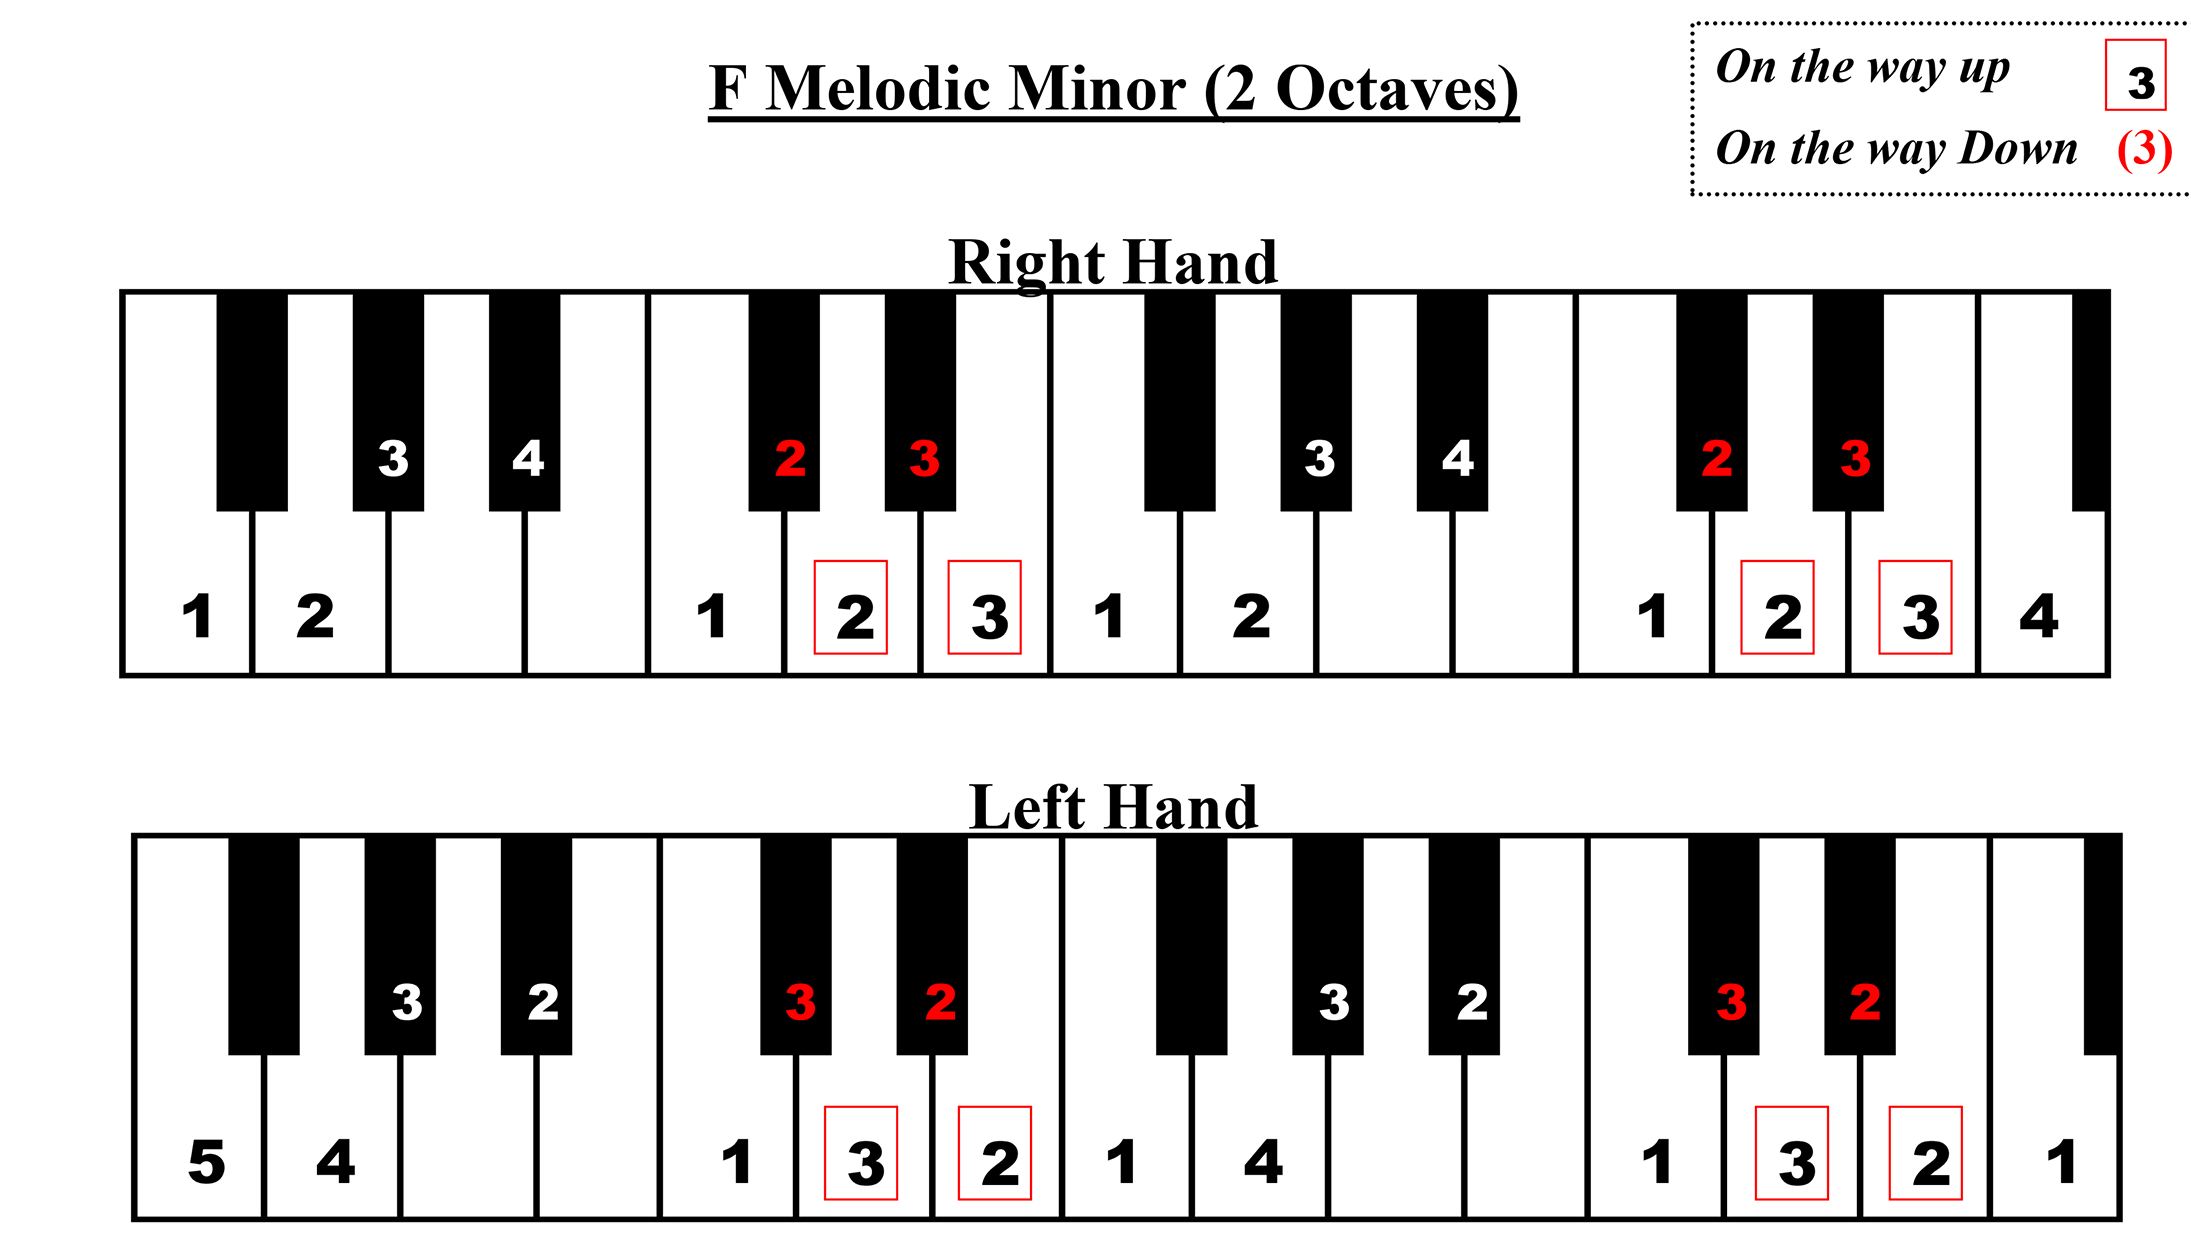 F Melodic Minor (2 Octaves)
On the way up 3
On the way Down (3)
Right Hand
3 4 2 3 3 4 2 3
1 2 1 2 3 1 2 1 2 3 4
Left Hand
3 2 3 2 3 2 3 2
5 4 1 3 2 1 4 1 3 2 1